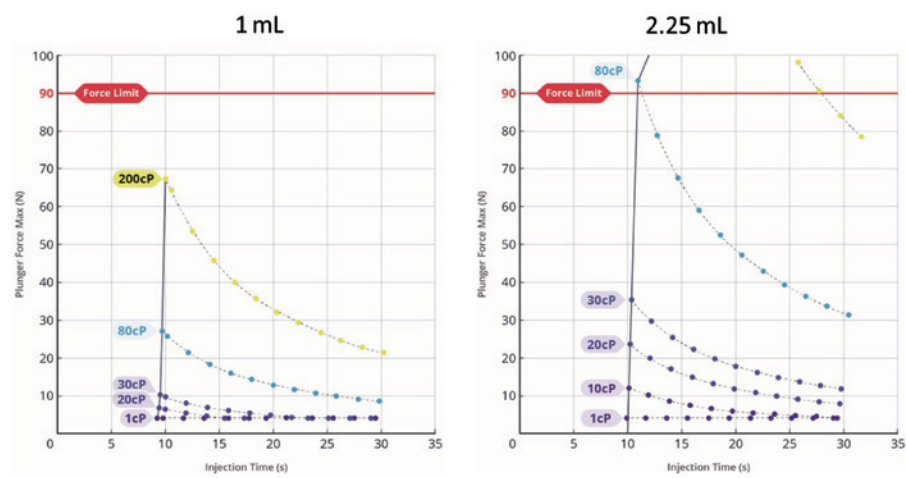 1 mL
100
90
Force Limit
80
70
200cP
60
50
40
30
80cP
20
30cP
10
20cP
1cP
0
5
10
15
20
25
30
35
Plunger Force Max (N)
Injection Time (s)
2.25 mL
100
80cP
90
Force Limit
80
70
60
50
40
30cP
30
20cP
20
10cP
10
1cP
0
5
10
15
20
25
30
35
Plunger Force Max (N)
Injection Time (s)